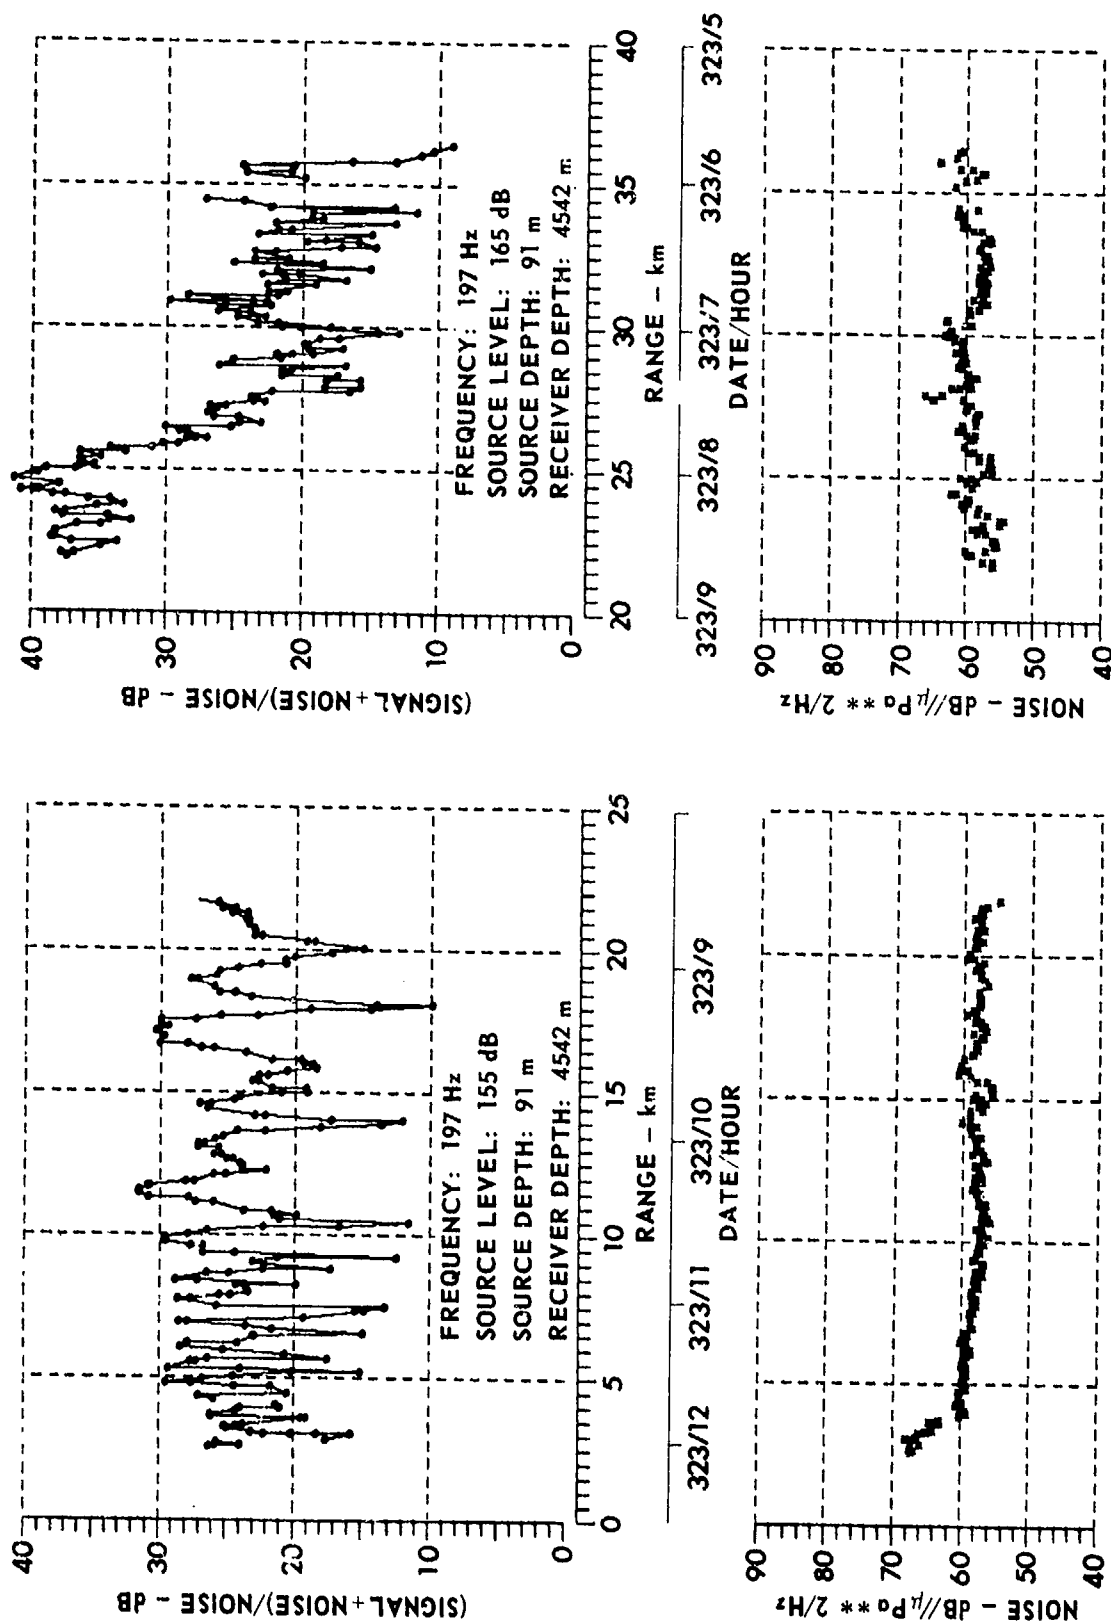 (SIGNAL+NOISE)/NOISE – dB
40
30
20
10
0
FREQUENCY: 197 Hz
SOURCE LEVEL: 155 dB
SOURCE DEPTH: 91 m
RECEIVER DEPTH: 4542 m
0 5 10 15 20 25
RANGE – km
323/12 323/11 323/10 323/9
DATE/HOUR
NOISE – dB//μPa**2/Hz
90
80
70
60
50
40
(SIGNAL+NOISE)/NOISE – dB
40
30
20
10
0
FREQUENCY: 197 Hz
SOURCE LEVEL: 165 dB
SOURCE DEPTH: 91 m
RECEIVER DEPTH: 4542 m
20 25 30 35 40
RANGE – km
323/9 323/8 323/7 323/6 323/5
DATE/HOUR
NOISE – dB//μPa**2/Hz
90
80
70
60
50
40